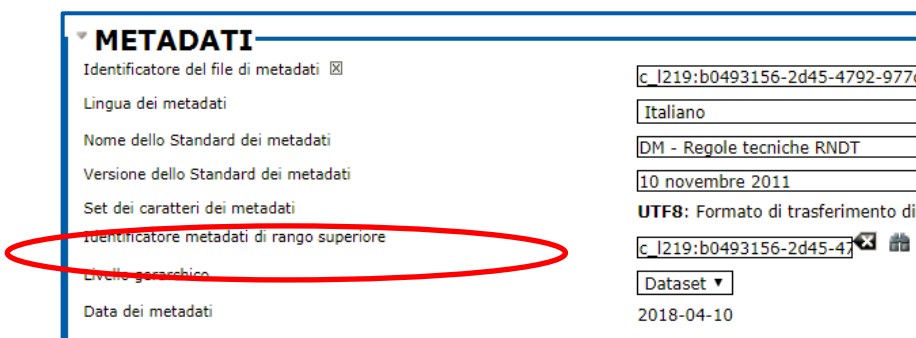 METADATI
Identificatore del file di metadati
c_l219:b0493156-2d45-4792-977
Lingua dei metadati
Italiano
Nome dello Standard dei metadati
DM - Regole tecniche RNDT
Versione dello Standard dei metadati
10 novembre 2011
Set dei caratteri dei metadati
UTF8: Formato di trasferimento di
Identificatore metadati di rango superiore
c_l219:b0493156-2d45-47
Livello gerarchico
Dataset
Data dei metadati
2018-04-10